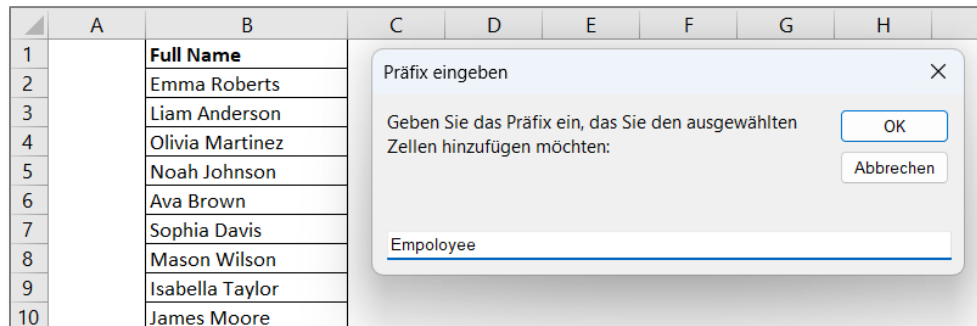 A B C D E F G H
1 Full Name
2 Emma Roberts
3 Liam Anderson
4 Olivia Martinez
5 Noah Johnson
6 Ava Brown
7 Sophia Davis
8 Mason Wilson
9 Isabella Taylor
10 James Moore
Präfix eingeben
Geben Sie das Präfix ein, das Sie den ausgewählten
Zellen hinzufügen möchten:
OK
Abbrechen
Empoloyee